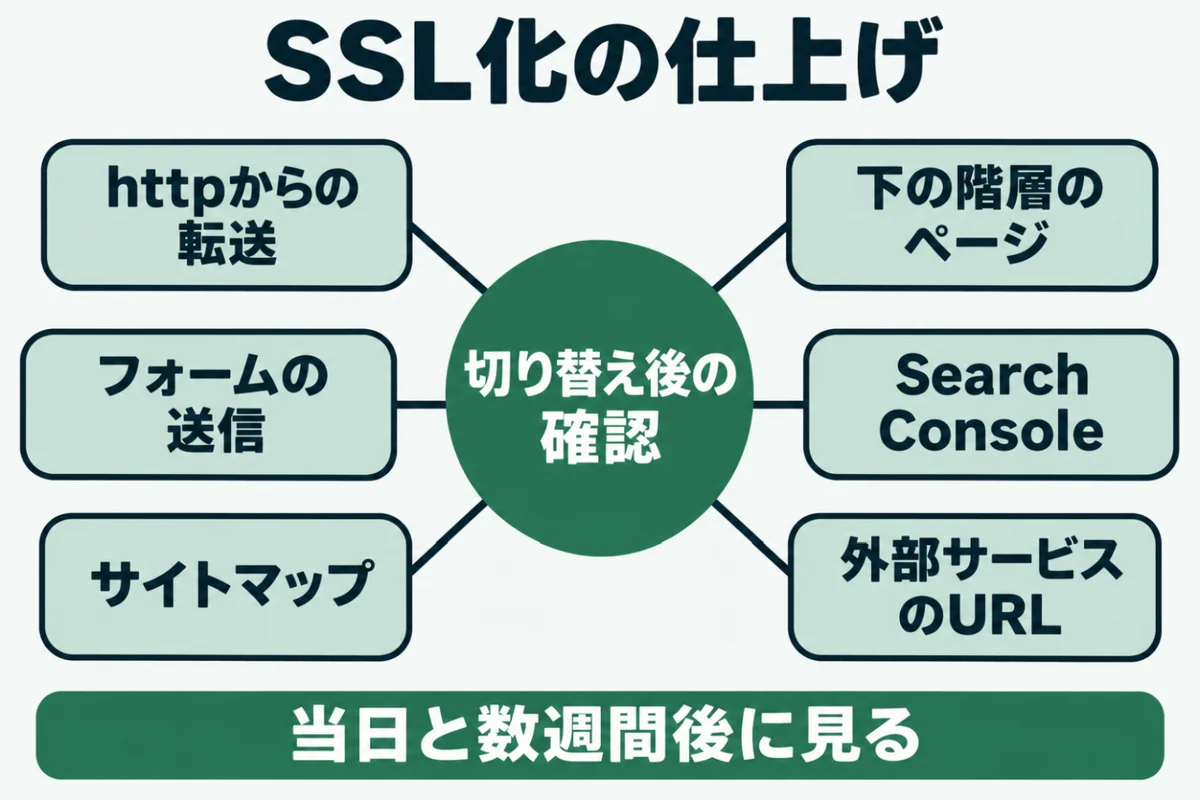 SSL化の仕上げ
httpからの
転送
フォームの
送信
サイトマップ
切り替え後の
確認
下の階層の
ページ
Search
Console
外部サービス
のURL
当日と数週間後に見る